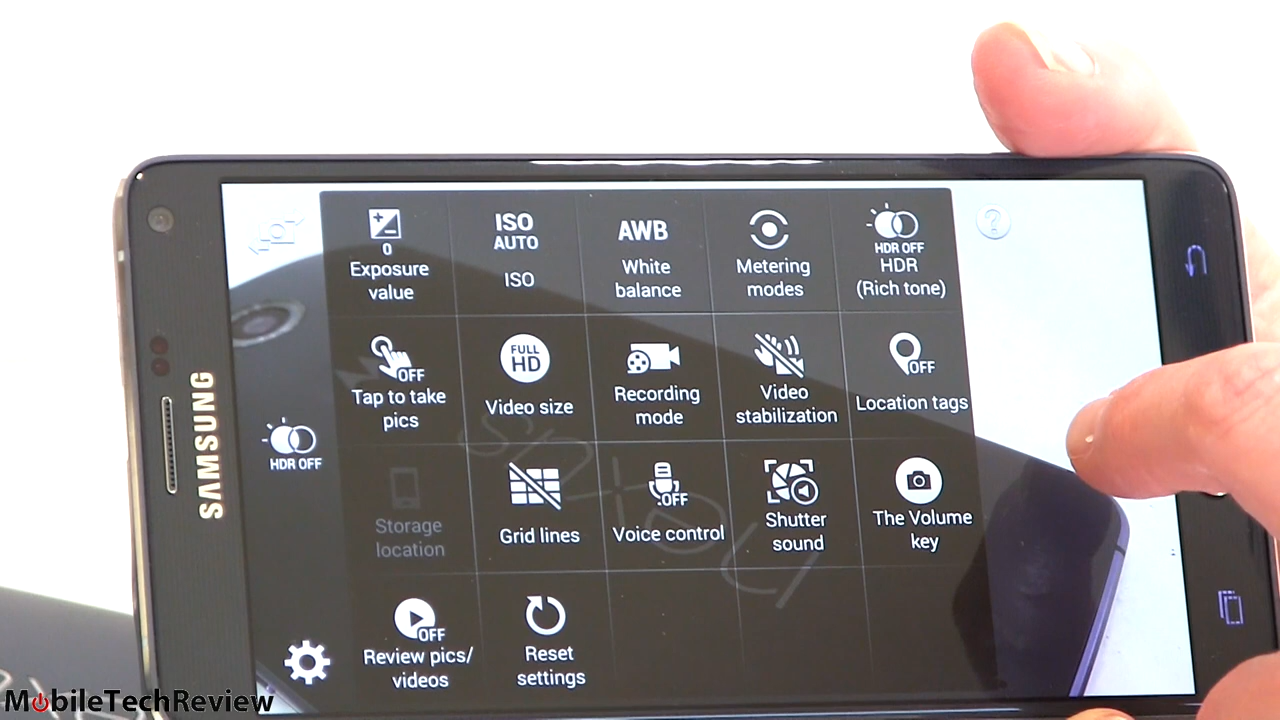 0
Exposure
value
ISO
AUTO
ISO
AWB
White
balance
Metering
modes
HDR OFF
HDR
(Rich tone)
?
OFF
Tap to take
pics
FULL
HD
Video size
Recording
mode
Video
stabilization
OFF
Location tags
HDR OFF
SAMSUNG
Storage
location
Grid lines
OFF
Voice control
Shutter
sound
The Volume
key
OFF
Review pics/
videos
Reset
settings
nexus
MobileTechReview